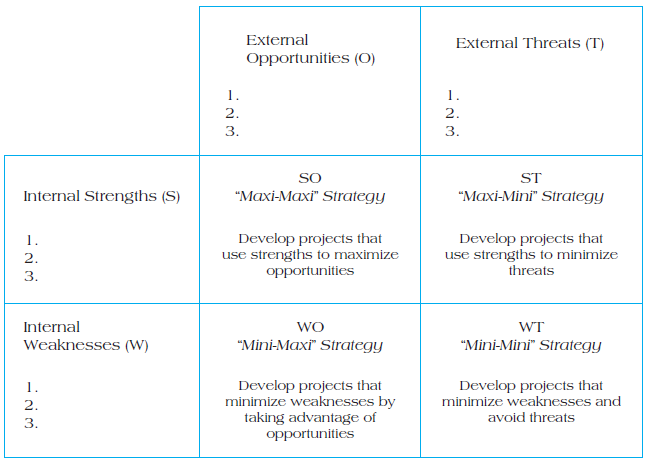 External
Opportunities (O)
1.
2.
3.
External Threats (T)
1.
2.
3.
Internal Strengths (S)
1.
2.
3.
SO
“Maxi-Maxi” Strategy
Develop projects that
use strengths to maximize
opportunities
ST
“Maxi-Mini” Strategy
Develop projects that
use strengths to minimize
threats
Internal
Weaknesses (W)
1.
2.
3.
WO
“Mini-Maxi” Strategy
Develop projects that
minimize weaknesses by
taking advantage of
opportunities
WT
“Mini-Mini” Strategy
Develop projects that
minimize weaknesses and
avoid threats